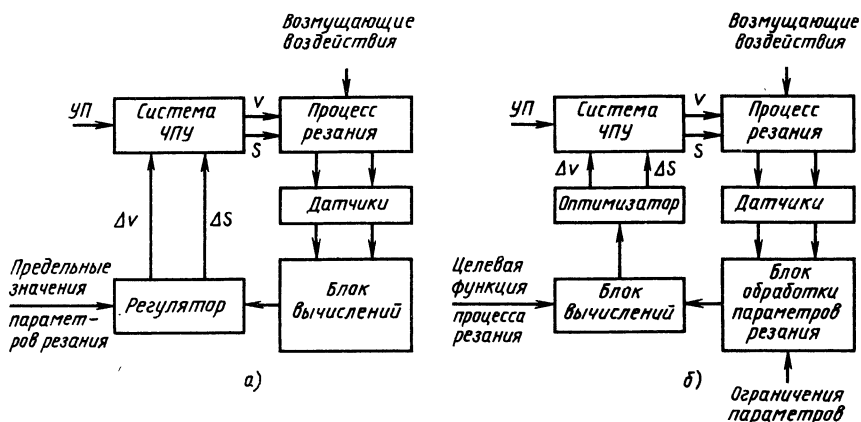 Возмущающие
воздействия
УП
Система
ЧПУ
V
S
Процесс
резания
Δv
ΔS
Датчики
Предельные
значения
парамет-
ров резания
Регулятор
Блок
вычислений
а)
Возмущающие
воздействия
УП
Система
ЧПУ
V
S
Процесс
резания
Δv
ΔS
Оптимизатор
Датчики
Целевая
функция
процесса
резания
Блок
вычислений
Блок
обработки
параметров
резания
б)
Ограничения
параметров